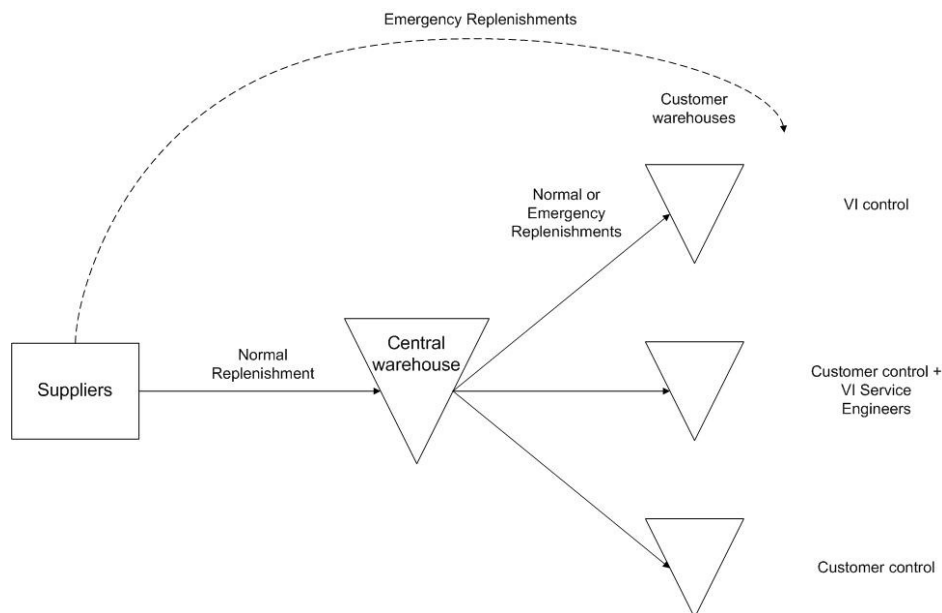 Emergency Replenishments
Customer
warehouses
Normal or
Emergency
Replenishments
VI control
Central
warehouse
Normal
Replenishment
Suppliers
Customer control +
VI Service
Engineers
Customer control